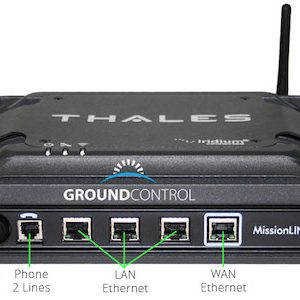 THALES
iridium
GROUNDCONTROL
MissionLIN
Phone
2 Lines
LAN
Ethernet
WAN
Ethernet